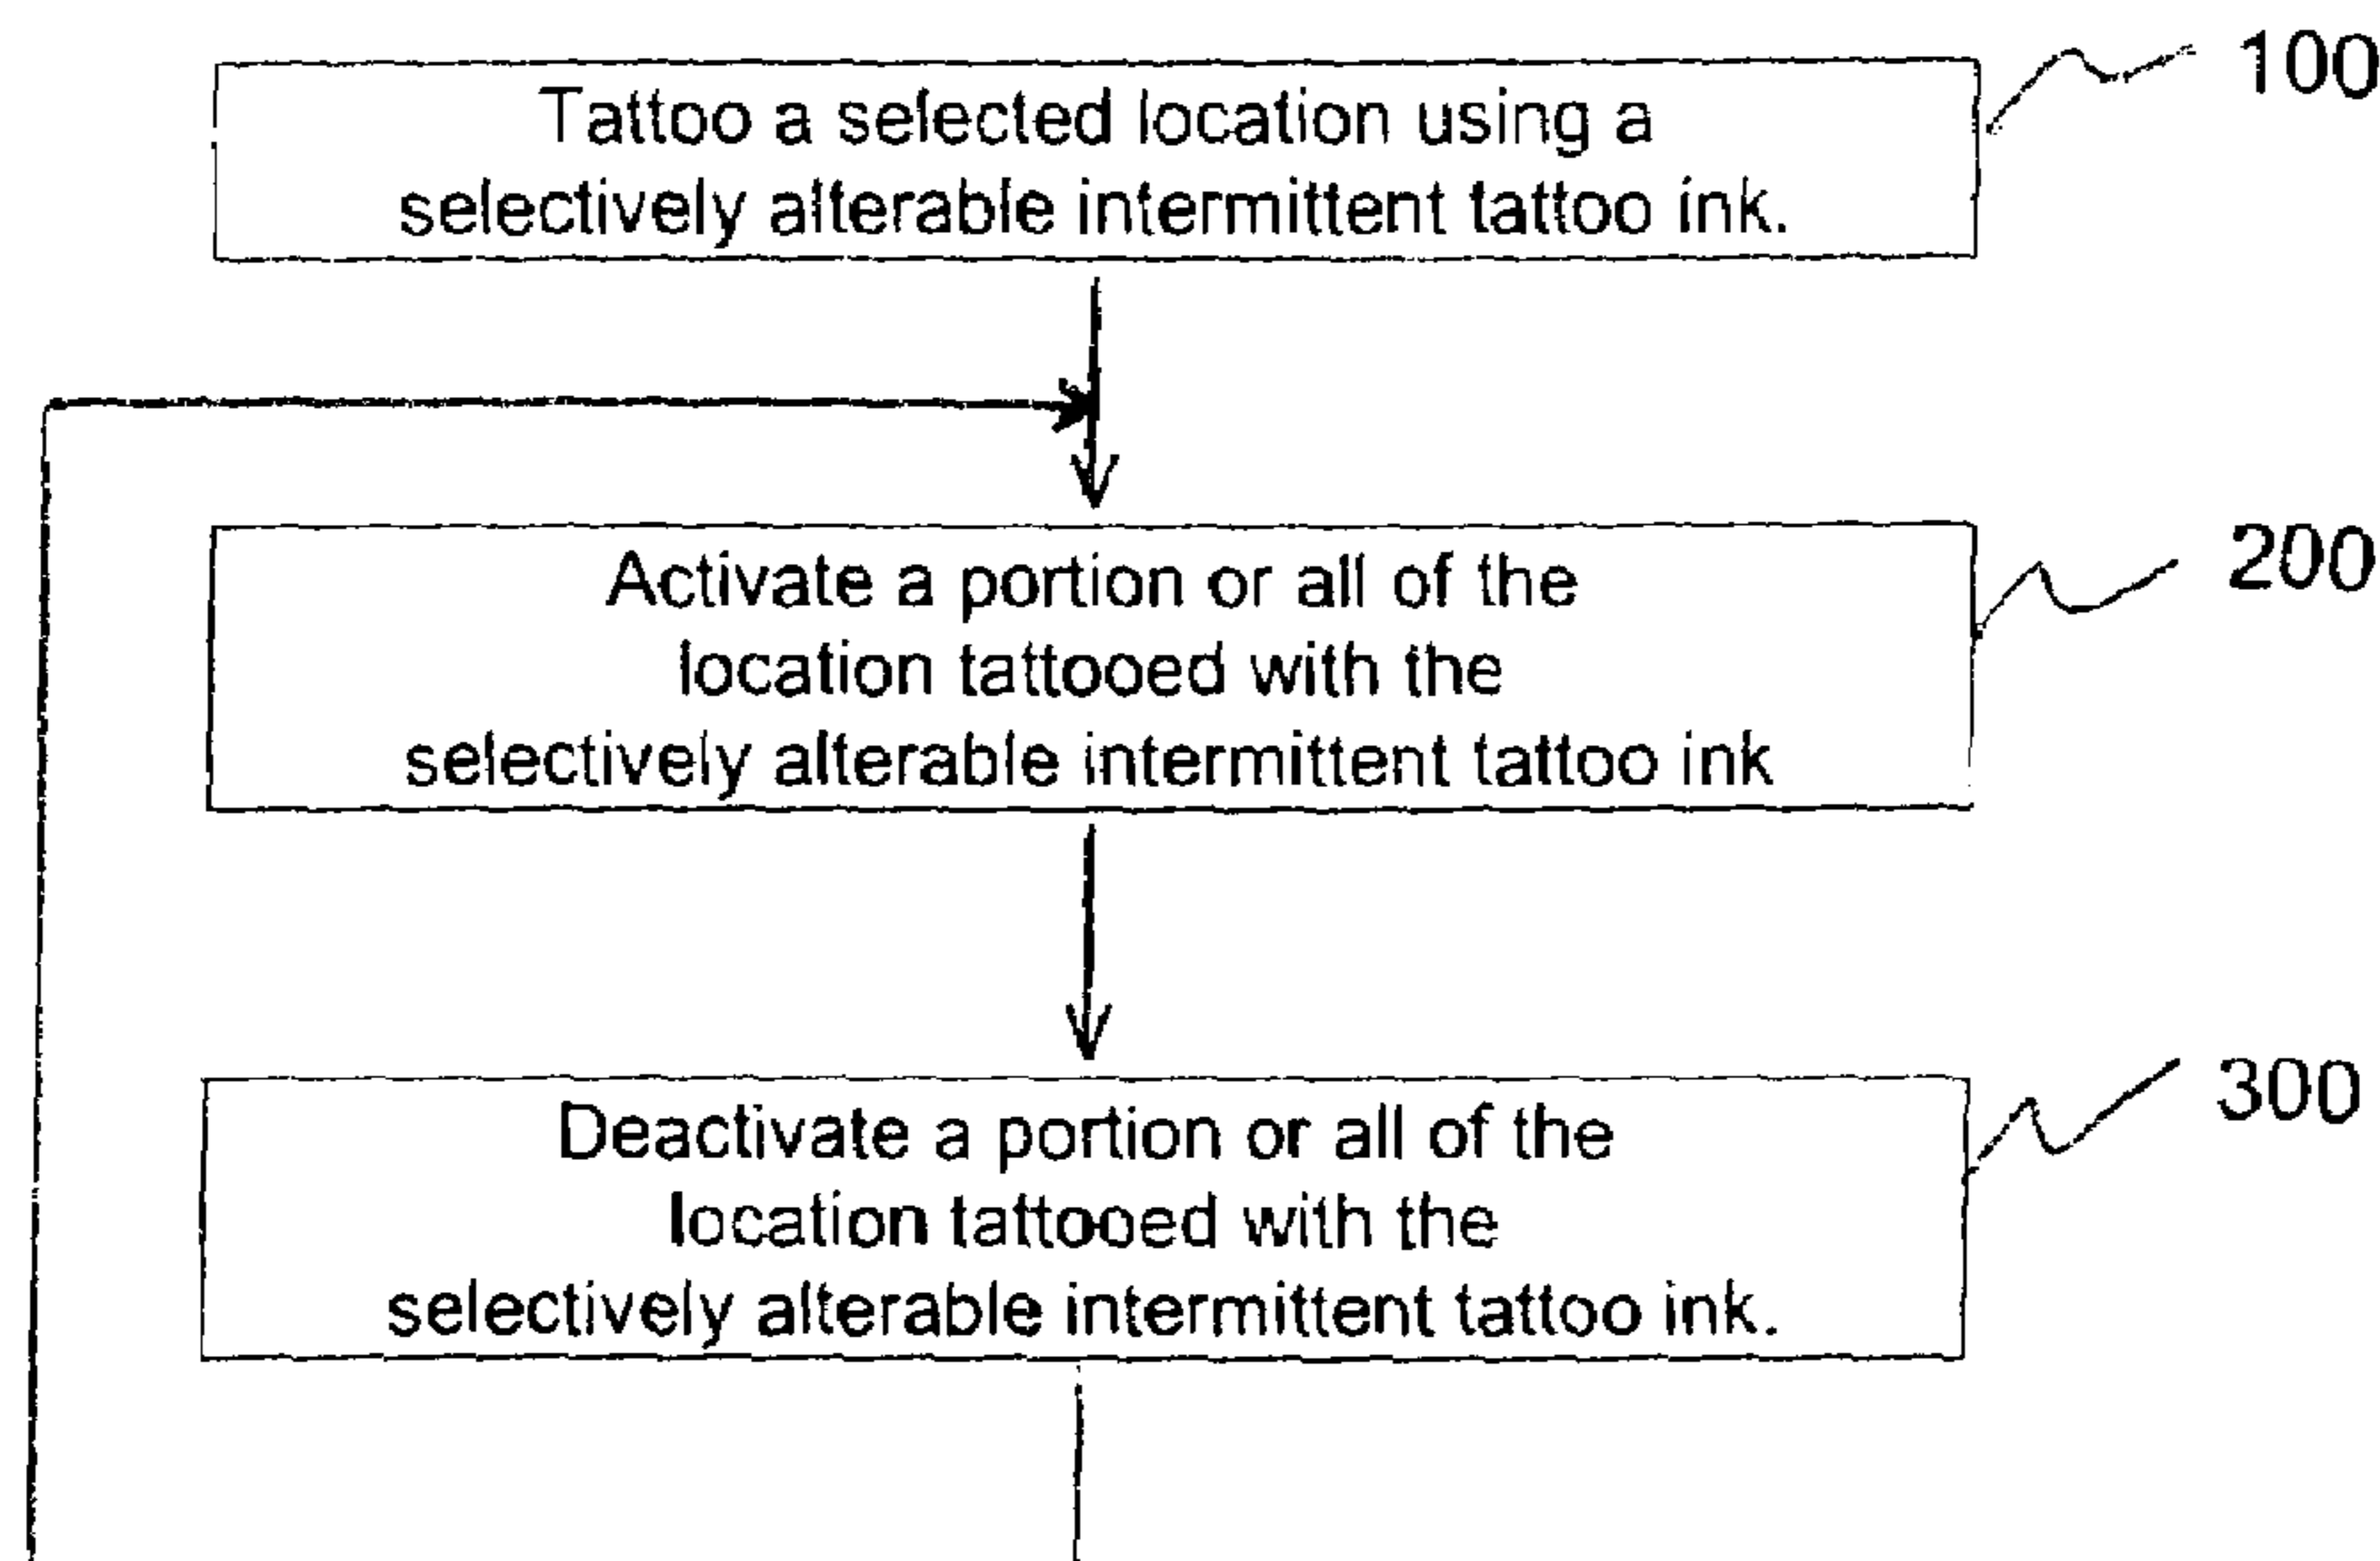 100
Tattoo a selected location using a
selectively alterable intermittent tattoo ink.
200
Activate a portion or all of the
location tattooed with the
selectively alterable intermittent tattoo ink
300
Deactivate a portion or all of the
location tattooed with the
selectively alterable intermittent tattoo ink.